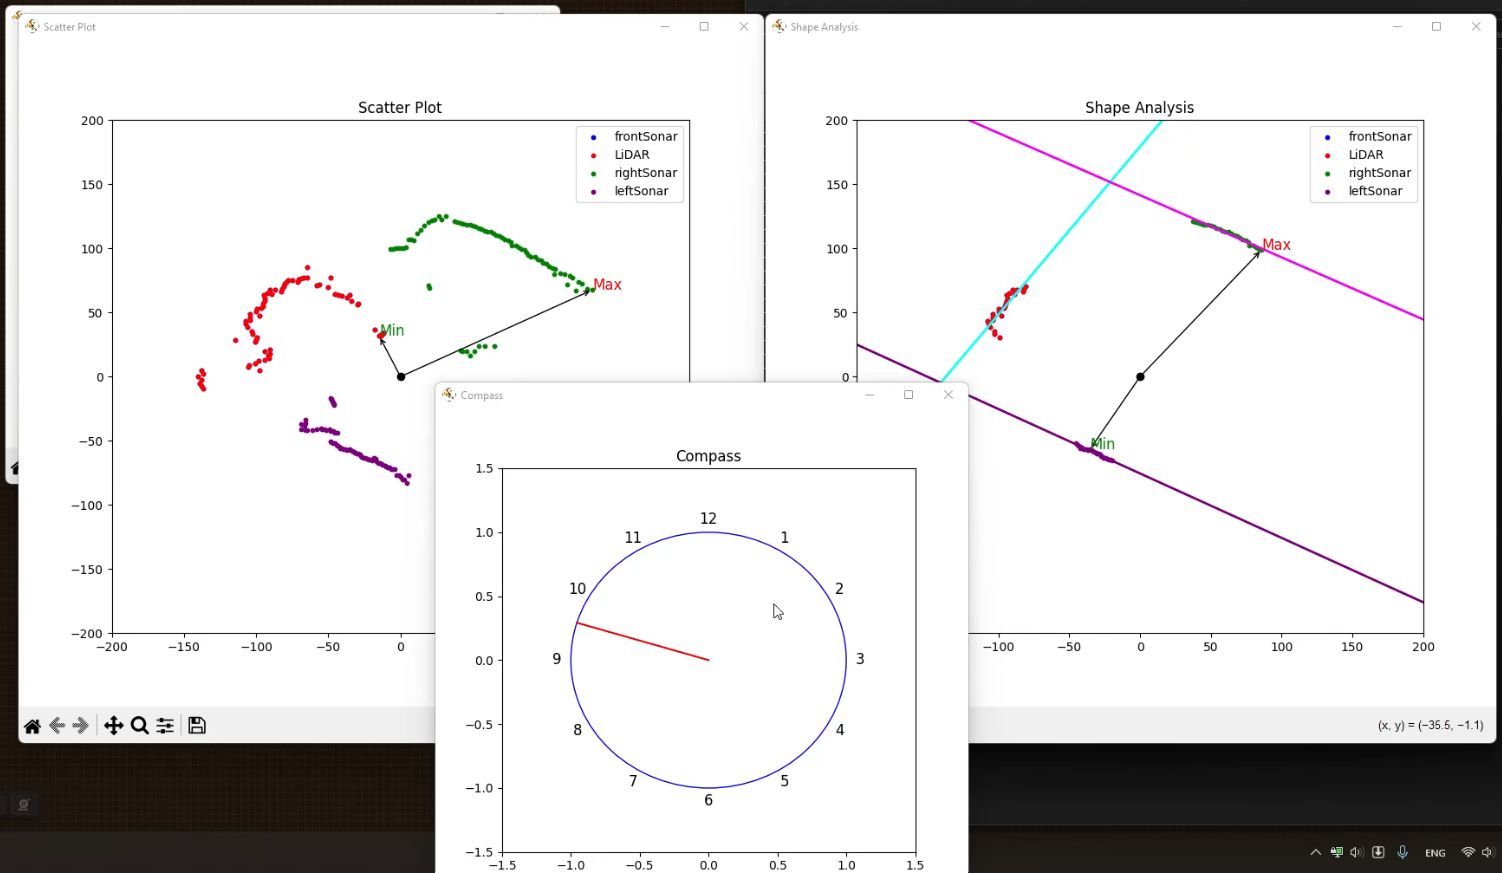 Scatter Plot
Scatter Plot
200
150
100
50
0
−50
−100
−150
−200
−200
−150
−100
−50
0
frontSonar
LiDAR
rightSonar
leftSonar
Max
Min
Shape Analysis
Shape Analysis
200
150
100
50
0
−100
−50
0
50
100
150
200
frontSonar
LiDAR
rightSonar
leftSonar
Max
Min
(x, y) = (−35.5, −1.1)
Compass
Compass
1.5
1.0
0.5
0.0
−0.5
−1.0
−1.5
−1.5
−1.0
−0.5
0.0
0.5
1.0
1.5
12
1
2
3
4
5
6
7
8
9
10
11
ENG